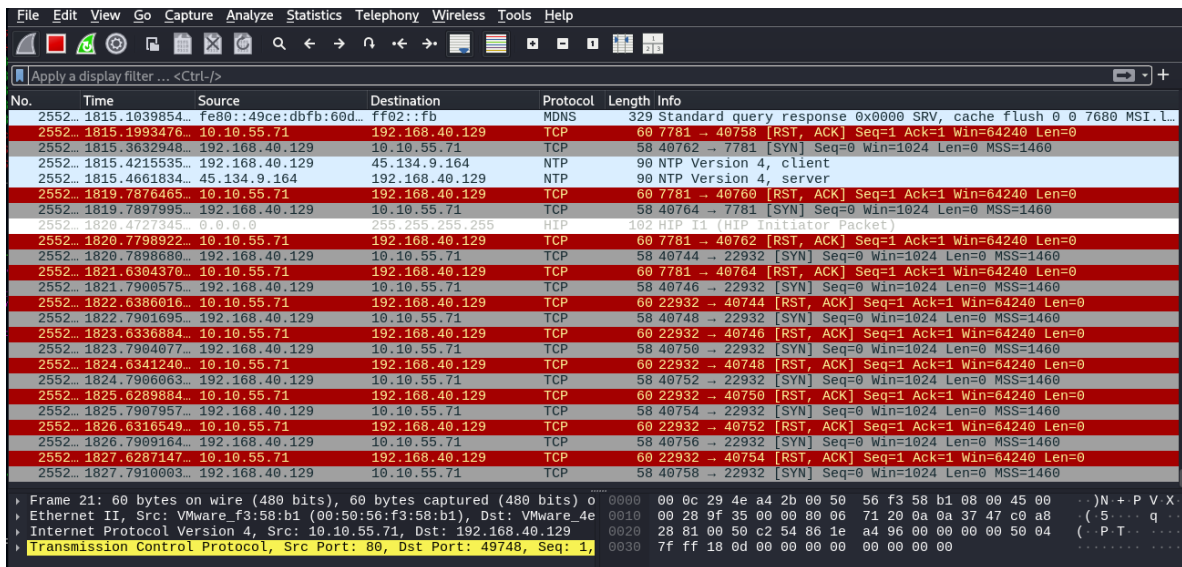 File Edit View Go Capture Analyze Statistics Telephony Wireless Tools Help
Apply a display filter … <Ctrl-/>
No. Time Source Destination Protocol Length Info
2552… 1815.1039854… fe80::49ce:dbfb:60d… ff02::fb MDNS 329 Standard query response 0x0000 SRV, cache flush 0 0 7680 MSI.l…
2552… 1815.1993476… 10.10.55.71 192.168.40.129 TCP 60 7781 → 40758 [RST, ACK] Seq=1 Ack=1 Win=64240 Len=0
2552… 1815.3632948… 192.168.40.129 10.10.55.71 TCP 58 40762 → 7781 [SYN] Seq=0 Win=1024 Len=0 MSS=1460
2552… 1815.4215535… 192.168.40.129 45.134.9.164 NTP 90 NTP Version 4, client
2552… 1815.4661834… 45.134.9.164 192.168.40.129 NTP 90 NTP Version 4, server
2552… 1819.7876465… 10.10.55.71 192.168.40.129 TCP 60 7781 → 40760 [RST, ACK] Seq=1 Ack=1 Win=64240 Len=0
2552… 1819.7897995… 192.168.40.129 10.10.55.71 TCP 58 40764 → 7781 [SYN] Seq=0 Win=1024 Len=0 MSS=1460
2552… 1820.4727345… 0.0.0.0 255.255.255.255 HIP 102 HIP I1 (HIP Initiator Packet)
2552… 1820.7798922… 10.10.55.71 192.168.40.129 TCP 60 7781 → 40762 [RST, ACK] Seq=1 Ack=1 Win=64240 Len=0
2552… 1820.7898680… 192.168.40.129 10.10.55.71 TCP 58 40744 → 22932 [SYN] Seq=0 Win=1024 Len=0 MSS=1460
2552… 1821.6304370… 10.10.55.71 192.168.40.129 TCP 60 7781 → 40764 [RST, ACK] Seq=1 Ack=1 Win=64240 Len=0
2552… 1821.7900575… 192.168.40.129 10.10.55.71 TCP 58 40746 → 22932 [SYN] Seq=0 Win=1024 Len=0 MSS=1460
2552… 1822.6386016… 10.10.55.71 192.168.40.129 TCP 60 22932 → 40744 [RST, ACK] Seq=1 Ack=1 Win=64240 Len=0
2552… 1822.7901695… 192.168.40.129 10.10.55.71 TCP 58 40748 → 22932 [SYN] Seq=0 Win=1024 Len=0 MSS=1460
2552… 1823.6336884… 10.10.55.71 192.168.40.129 TCP 60 22932 → 40746 [RST, ACK] Seq=1 Ack=1 Win=64240 Len=0
2552… 1823.7904077… 192.168.40.129 10.10.55.71 TCP 58 40750 → 22932 [SYN] Seq=0 Win=1024 Len=0 MSS=1460
2552… 1824.6341240… 10.10.55.71 192.168.40.129 TCP 60 22932 → 40748 [RST, ACK] Seq=1 Ack=1 Win=64240 Len=0
2552… 1824.7906063… 192.168.40.129 10.10.55.71 TCP 58 40752 → 22932 [SYN] Seq=0 Win=1024 Len=0 MSS=1460
2552… 1825.6289884… 10.10.55.71 192.168.40.129 TCP 60 22932 → 40750 [RST, ACK] Seq=1 Ack=1 Win=64240 Len=0
2552… 1825.7907957… 192.168.40.129 10.10.55.71 TCP 58 40754 → 22932 [SYN] Seq=0 Win=1024 Len=0 MSS=1460
2552… 1826.6316549… 10.10.55.71 192.168.40.129 TCP 60 22932 → 40752 [RST, ACK] Seq=1 Ack=1 Win=64240 Len=0
2552… 1826.7909164… 192.168.40.129 10.10.55.71 TCP 58 40756 → 22932 [SYN] Seq=0 Win=1024 Len=0 MSS=1460
2552… 1827.6287147… 10.10.55.71 192.168.40.129 TCP 60 22932 → 40754 [RST, ACK] Seq=1 Ack=1 Win=64240 Len=0
2552… 1827.7910003… 192.168.40.129 10.10.55.71 TCP 58 40758 → 22932 [SYN] Seq=0 Win=1024 Len=0 MSS=1460
Frame 21: 60 bytes on wire (480 bits), 60 bytes captured (480 bits) o 0000 00 0c 29 4e a4 2b 00 50 56 f3 58 b1 08 00 45 00 ··)N·+·P V·X·
Ethernet II, Src: VMware_f3:58:b1 (00:50:56:f3:58:b1), Dst: VMware_4e 0010 00 28 9f 35 00 00 80 06 71 20 0a 0a 37 47 c0 a8 ·(·5···· q ··
Internet Protocol Version 4, Src: 10.10.55.71, Dst: 192.168.40.129 0020 28 81 00 50 c2 54 86 1e a4 96 00 00 00 00 50 04 (··P·T·· ····
Transmission Control Protocol, Src Port: 80, Dst Port: 49748, Seq: 1, 0030 7f ff 18 0d 00 00 00 00 00 00 00 00 ········ ····